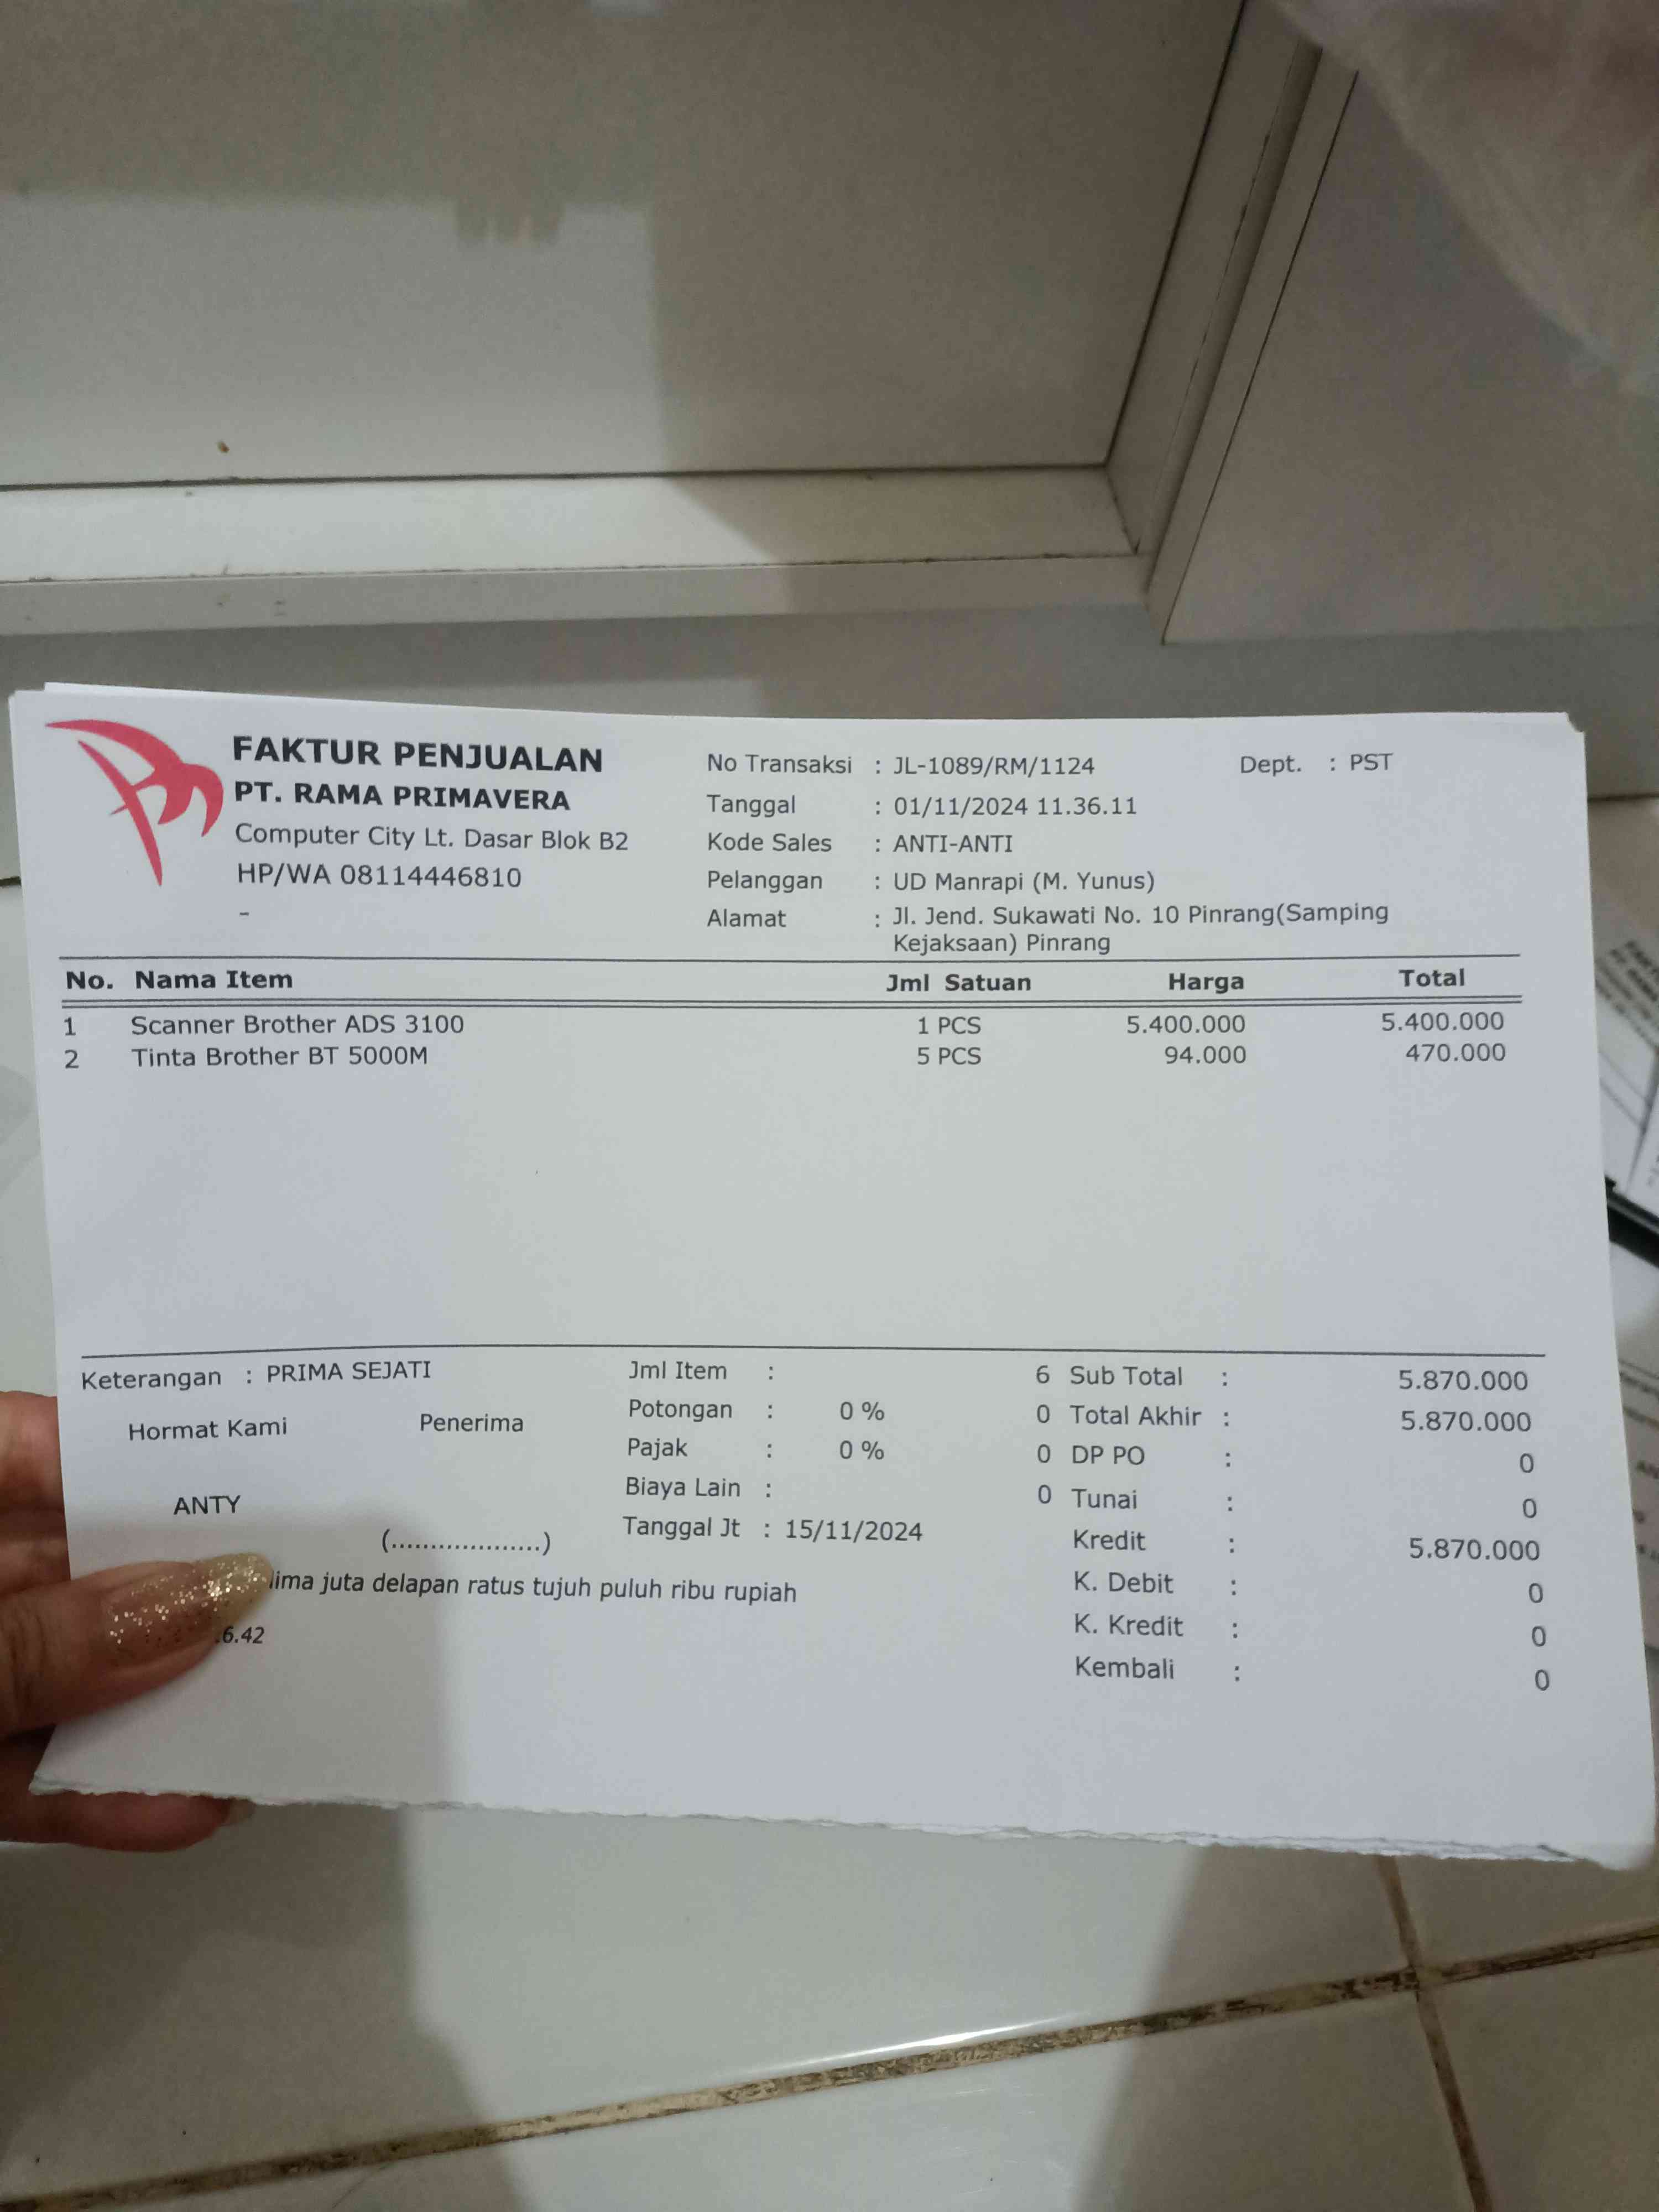 FAKTUR PENJUALAN
PT. RAMA PRIMAVERA
Computer City Lt. Dasar Blok B2
HP/WA 08114446810
-
No Transaksi : JL-1089/RM/1124 Dept. : PST
Tanggal : 01/11/2024 11.36.11
Kode Sales : ANTI-ANTI
Pelanggan : UD Manrapi (M. Yunus)
Alamat : Jl. Jend. Sukawati No. 10 Pinrang(Samping
Kejaksaan) Pinrang
No. Nama Item Jml Satuan Harga Total
1 Scanner Brother ADS 3100 1 PCS 5.400.000 5.400.000
2 Tinta Brother BT 5000M 5 PCS 94.000 470.000
Keterangan : PRIMA SEJATI
Hormat Kami Penerima
ANTY
(...................)
Jml Item : 6
Potongan : 0 % 0
Pajak : 0 % 0
Biaya Lain : 0
Tanggal Jt : 15/11/2024
Sub Total : 5.870.000
Total Akhir : 5.870.000
DP PO : 0
Tunai : 0
Kredit : 5.870.000
K. Debit : 0
K. Kredit : 0
Kembali : 0
lima juta delapan ratus tujuh puluh ribu rupiah
6.42